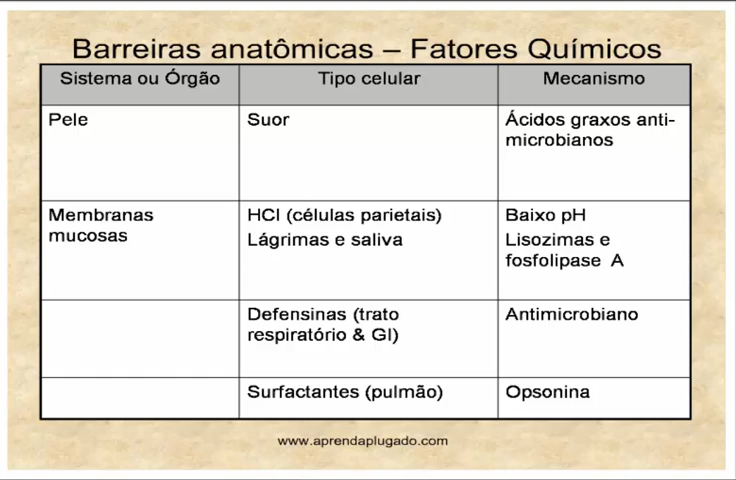 Barreiras anatômicas – Fatores Químicos
Sistema ou Órgão
Tipo celular
Mecanismo
Pele
Suor
Ácidos graxos anti-
microbianos
Membranas
mucosas
HCl (células parietais)
Lágrimas e saliva
Baixo pH
Lisozimas e
fosfolipase A
Defensinas (trato
respiratório & GI)
Antimicrobiano
Surfactantes (pulmão)
Opsonina
www.aprendaplugado.com